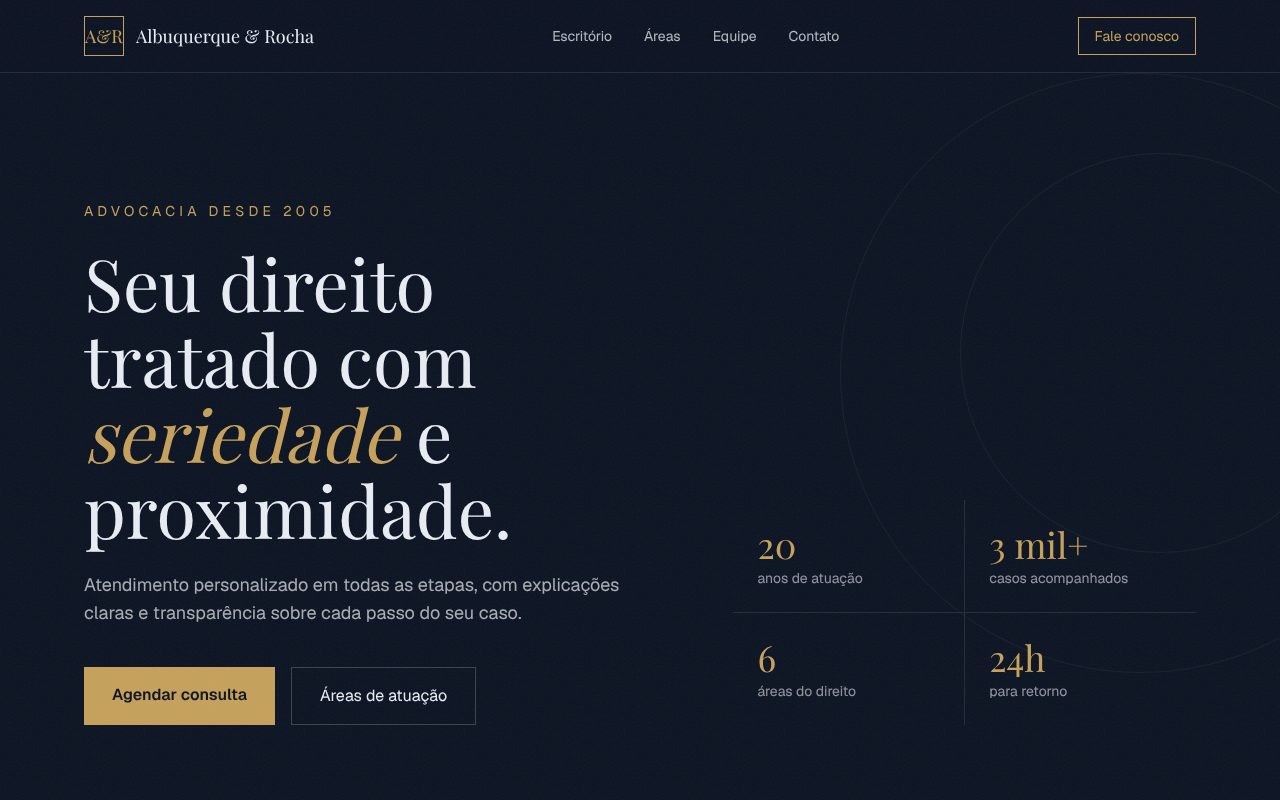 A&R Albuquerque & Rocha
Escritório Áreas Equipe Contato
Fale conosco
ADVOCACIA DESDE 2005
Seu direito
tratado com
seriedade e
proximidade.
Atendimento personalizado em todas as etapas, com explicações
claras e transparência sobre cada passo do seu caso.
Agendar consulta
Áreas de atuação
20
anos de atuação
3 mil+
casos acompanhados
6
áreas do direito
24h
para retorno